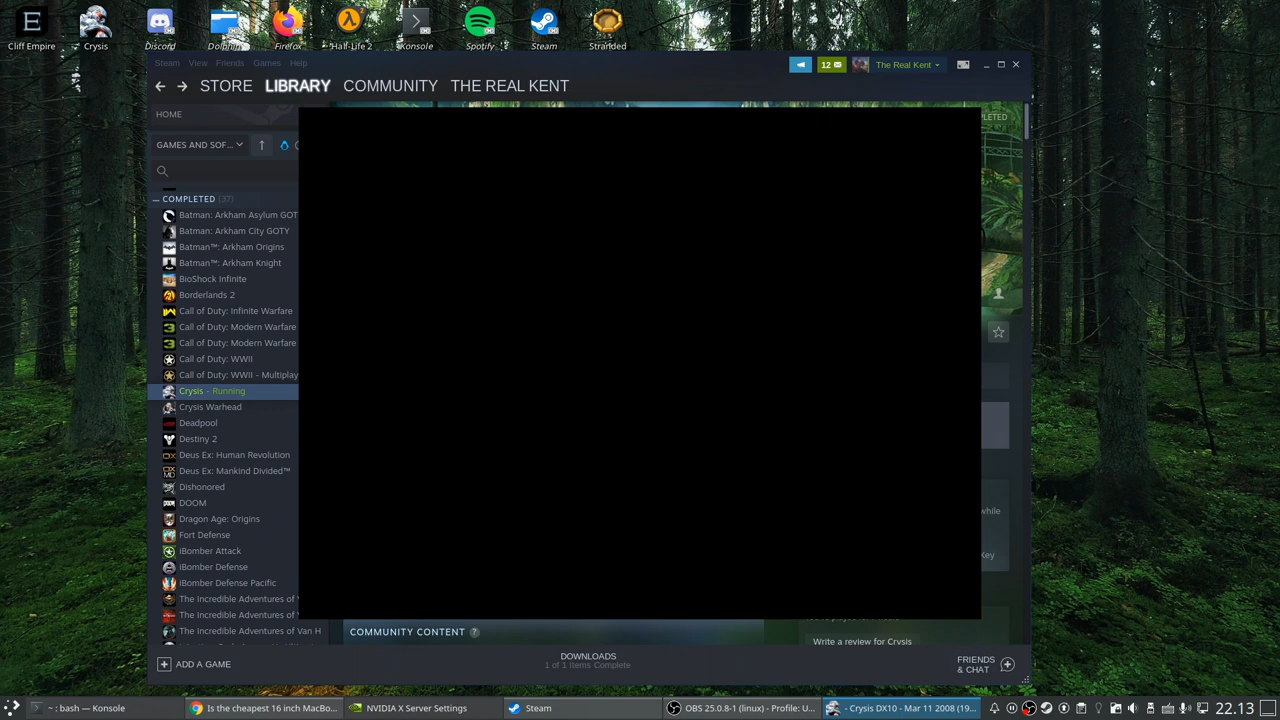 Cliff Empire
Crysis
Discord
Dolphin
Firefox
Half-Life 2
Konsole
Spotify
Steam
Stranded
Steam View Friends Games Help
12
The Real Kent
STORE LIBRARY COMMUNITY THE REAL KENT
HOME
GAMES AND SOF...
COMPLETED (37)
Batman: Arkham Asylum GOT
Batman: Arkham City GOTY
Batman™: Arkham Origins
Batman™: Arkham Knight
BioShock Infinite
Borderlands 2
Call of Duty: Infinite Warfare
Call of Duty: Modern Warfare
Call of Duty: Modern Warfare
Call of Duty: WWII
Call of Duty: WWII - Multiplay
Crysis - Running
Crysis Warhead
Deadpool
Destiny 2
Deus Ex: Human Revolution
Deus Ex: Mankind Divided™
Dishonored
DOOM
Dragon Age: Origins
Fort Defense
iBomber Attack
iBomber Defense
iBomber Defense Pacific
The Incredible Adventures of
The Incredible Adventures of
The Incredible Adventures of Van H
while
Key
COMMUNITY CONTENT ?
Write a review for Crysis
ADD A GAME
DOWNLOADS
1 of 1 Items Complete
FRIENDS
& CHAT
~ : bash — Konsole
Is the cheapest 16 inch MacBo...
NVIDIA X Server Settings
Steam
OBS 25.0.8-1 (linux) - Profile: U...
- Crysis DX10 - Mar 11 2008 (19...
22.13